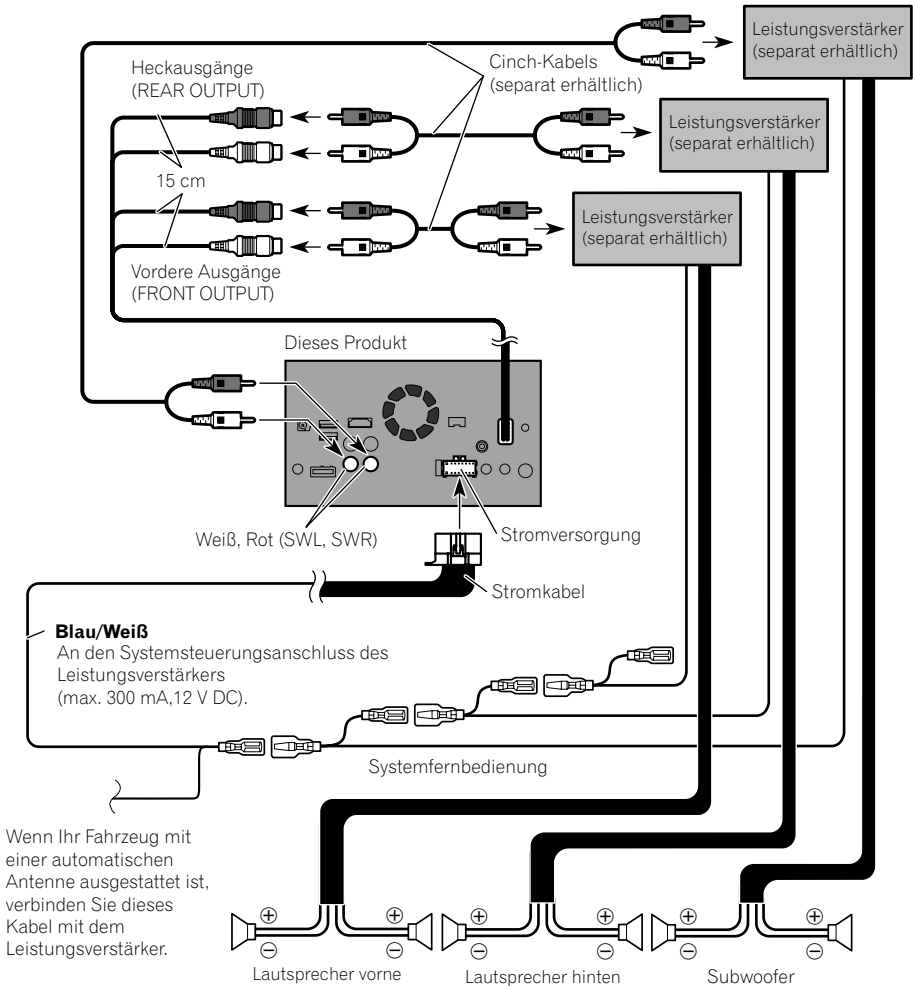 Leistungsverstärker
(separat erhältlich)
Cinch-Kabels
(separat erhältlich)
Heckausgänge
(REAR OUTPUT)
Leistungsverstärker
(separat erhältlich)
15 cm
Leistungsverstärker
(separat erhältlich)
Vordere Ausgänge
(FRONT OUTPUT)
Dieses Produkt
Weiß, Rot (SWL, SWR)
Stromversorgung
Stromkabel
Blau/Weiß
An den Systemsteuerungsanschluss des
Leistungsverstärkers
(max. 300 mA,12 V DC).
Systemfernbedienung
Wenn Ihr Fahrzeug mit
einer automatischen
Antenne ausgestattet ist,
verbinden Sie dieses
Kabel mit dem
Leistungsverstärker.
Lautsprecher vorne
Lautsprecher hinten
Subwoofer